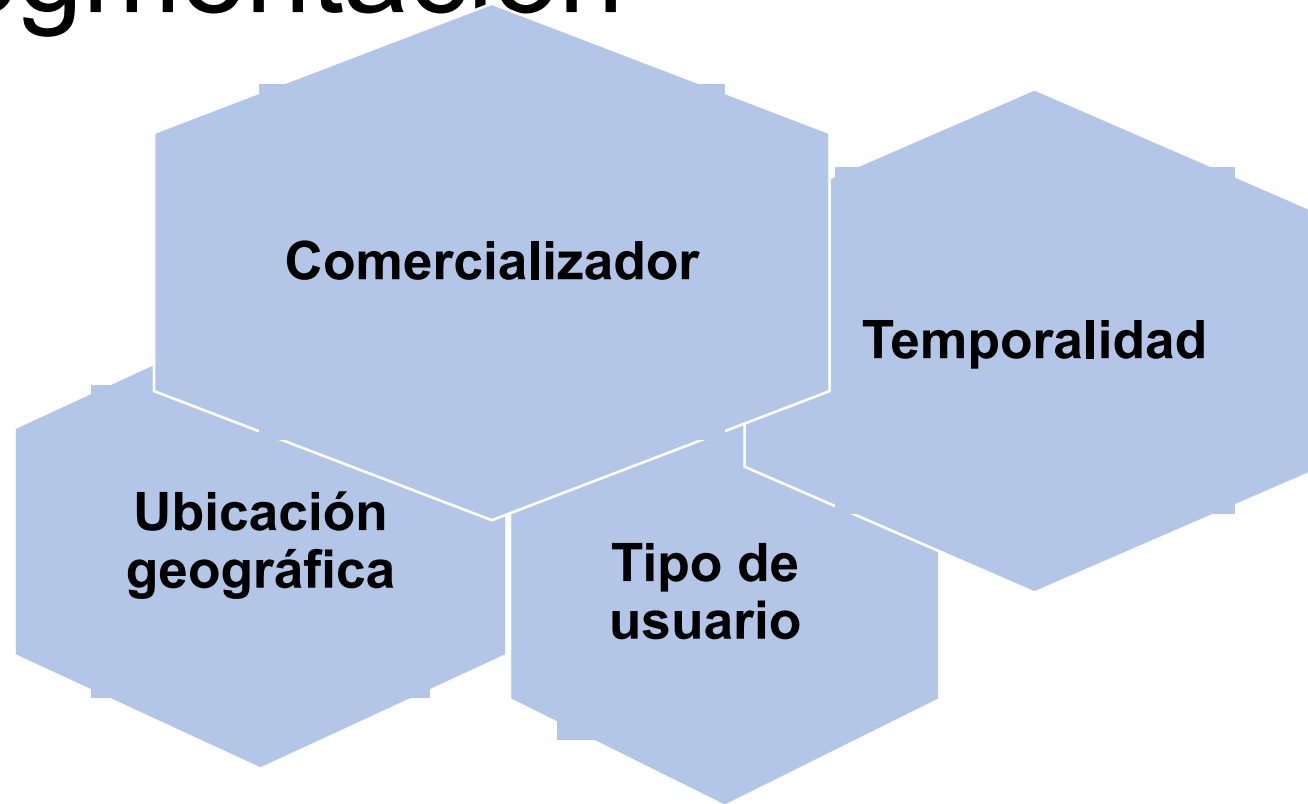 Comercializador
Temporalidad
Ubicación
geográfica
Tipo de
usuario